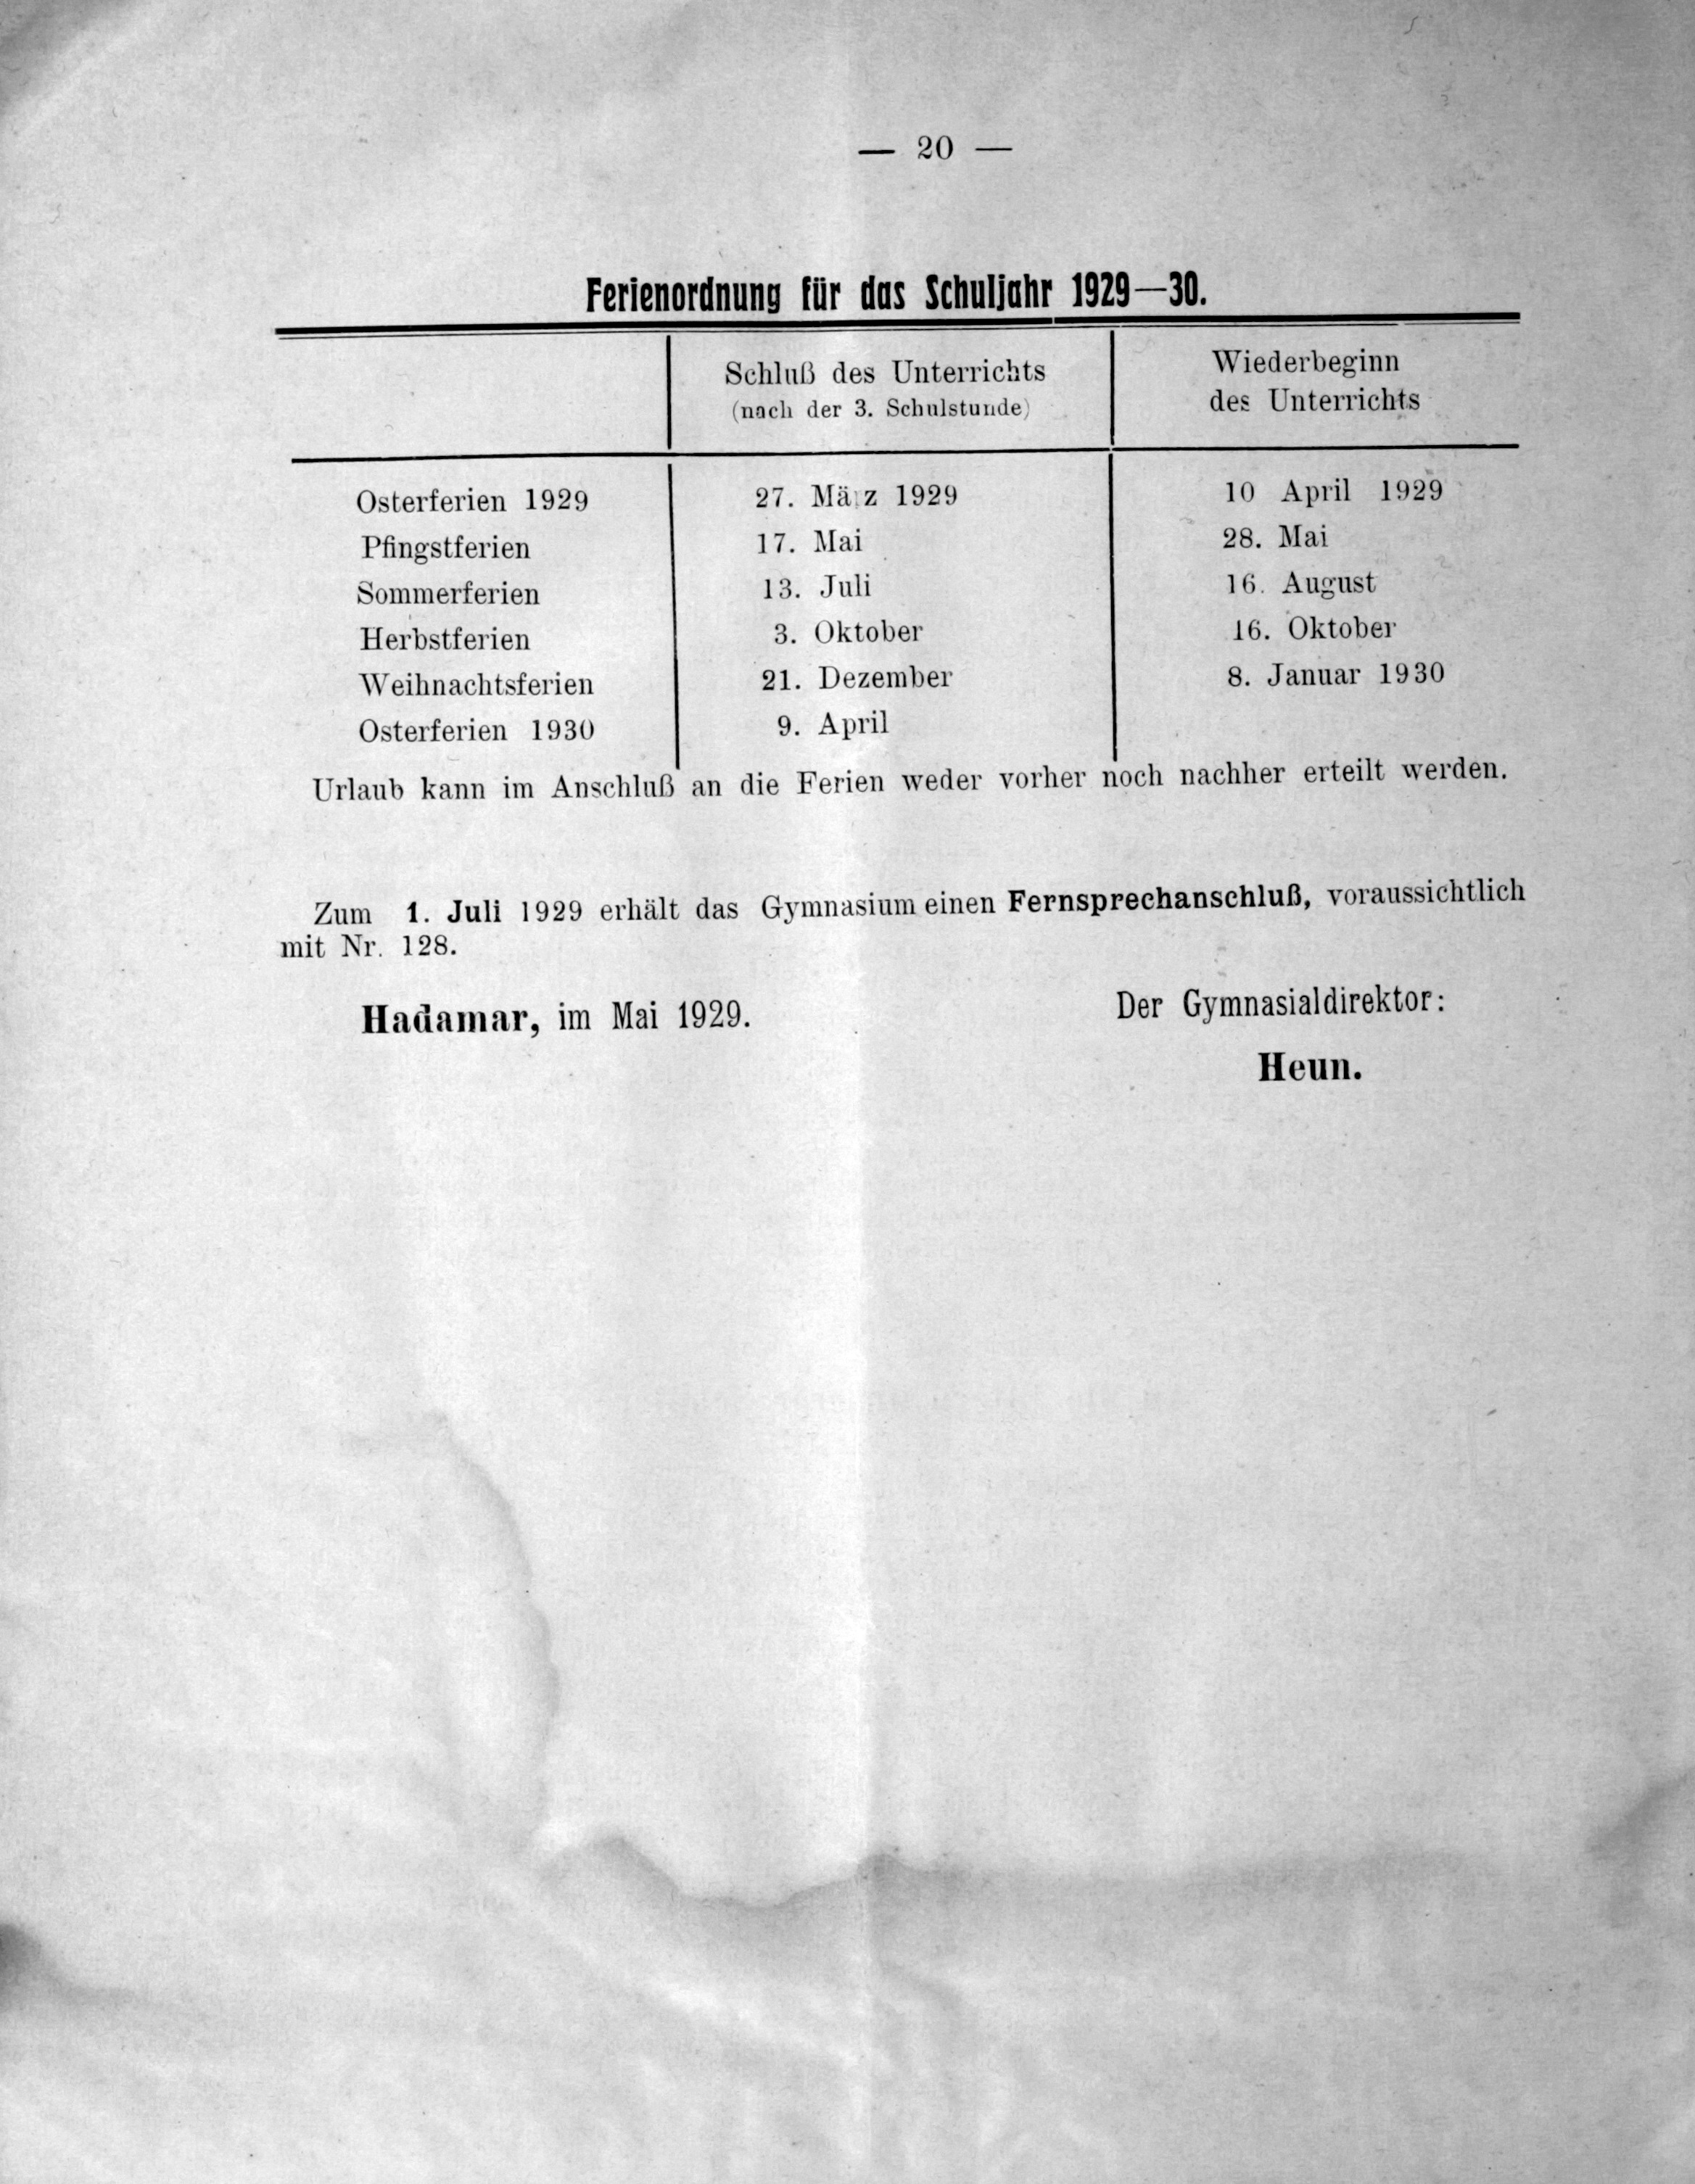 — 20 —
Ferienordnung für das Schuljahr 1929—30.
Schluß des Unterrichts
(nach der 3. Schulstunde)
Wiederbeginn
des Unterrichts
Osterferien 1929 27. März 1929 10 April 1929
Pfingstferien 17. Mai 28. Mai
Sommerferien 13. Juli 16. August
Herbstferien 3. Oktober 16. Oktober
Weihnachtsferien 21. Dezember 8. Januar 1930
Osterferien 1930 9. April
Urlaub kann im Anschluß an die Ferien weder vorher noch nachher erteilt werden.
Zum 1. Juli 1929 erhält das Gymnasium einen Fernsprechanschluß, voraussichtlich
mit Nr. 128.
Hadamar, im Mai 1929.
Der Gymnasialdirektor:
Heun.